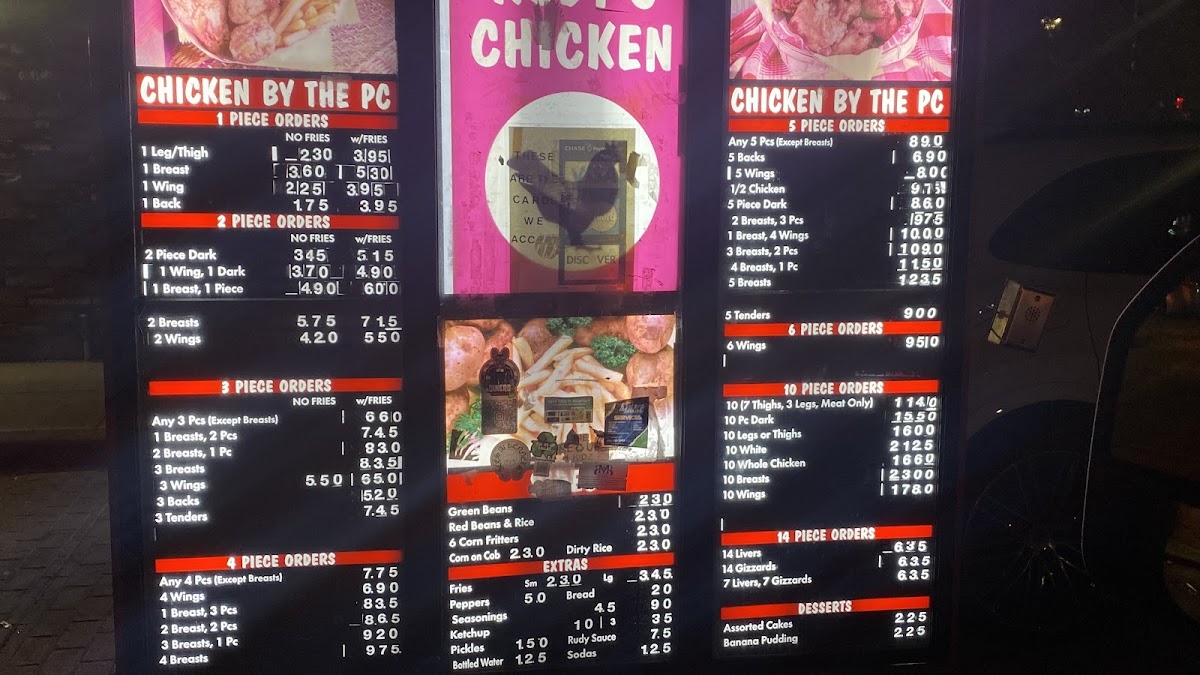 CHICKEN BY THE PC
1 PIECE ORDERS
NO FRIES w/FRIES
1 Leg/Thigh 2.30 3.95
1 Breast 3.60 5.30
1 Wing 2.25 3.95
1 Back 1.75 3.95
2 PIECE ORDERS
NO FRIES w/FRIES
2 Piece Dark 3.45 5.15
1 Wing, 1 Dark 3.70 4.90
1 Breast, 1 Piece 4.90 6.00
2 Breasts 5.75 7.15
2 Wings 4.20 5.50
3 PIECE ORDERS
NO FRIES w/FRIES
Any 3 Pcs (Except Breasts) 6.60
1 Breasts, 2 Pcs 7.45
2 Breasts, 1 Pc 8.30
3 Breasts 8.35
3 Wings 5.50 6.50
3 Backs 5.20
3 Tenders 7.45
4 PIECE ORDERS
Any 4 Pcs (Except Breasts) 7.75
4 Wings 6.90
1 Breast, 3 Pcs 8.35
2 Breast, 2 Pcs 8.65
3 Breasts, 1 Pc 9.20
4 Breasts 9.75
CHICKEN
THESE
ARE THE
CARDS
WE
ACC
CHASE
DISCOVER
Green Beans 2.30
Red Beans & Rice 2.30
6 Corn Fritters 2.30
Corn on Cob 2.30 Dirty Rice 2.30
EXTRAS
Fries Sm 2.30 Lg 3.45
Peppers 50 Bread 20
Seasonings 45 90
Ketchup 10 | 3 35
Pickles 1.50 Rudy Sauce 75
Bottled Water 1.25 Sodas 1.25
CHICKEN BY THE PC
5 PIECE ORDERS
Any 5 Pcs (Except Breasts) 8.90
5 Backs 6.90
5 Wings 8.00
1/2 Chicken 9.75
5 Piece Dark 8.60
2 Breasts, 3 Pcs 9.75
1 Breast, 4 Wings 10.00
3 Breasts, 2 Pcs 10.90
4 Breasts, 1 Pc 11.50
5 Breasts 12.35
5 Tenders 9.00
6 PIECE ORDERS
6 Wings 9.50
10 PIECE ORDERS
10 (7 Thighs, 3 Legs, Meat Only) 11.40
10 Pc Dark 15.50
10 Legs or Thighs 16.00
10 White 21.25
10 Whole Chicken 16.60
10 Breasts 23.00
10 Wings 17.80
14 PIECE ORDERS
14 Livers 6.35
14 Gizzards 6.35
7 Livers, 7 Gizzards 6.35
DESSERTS
Assorted Cakes 2.25
Banana Pudding 2.25